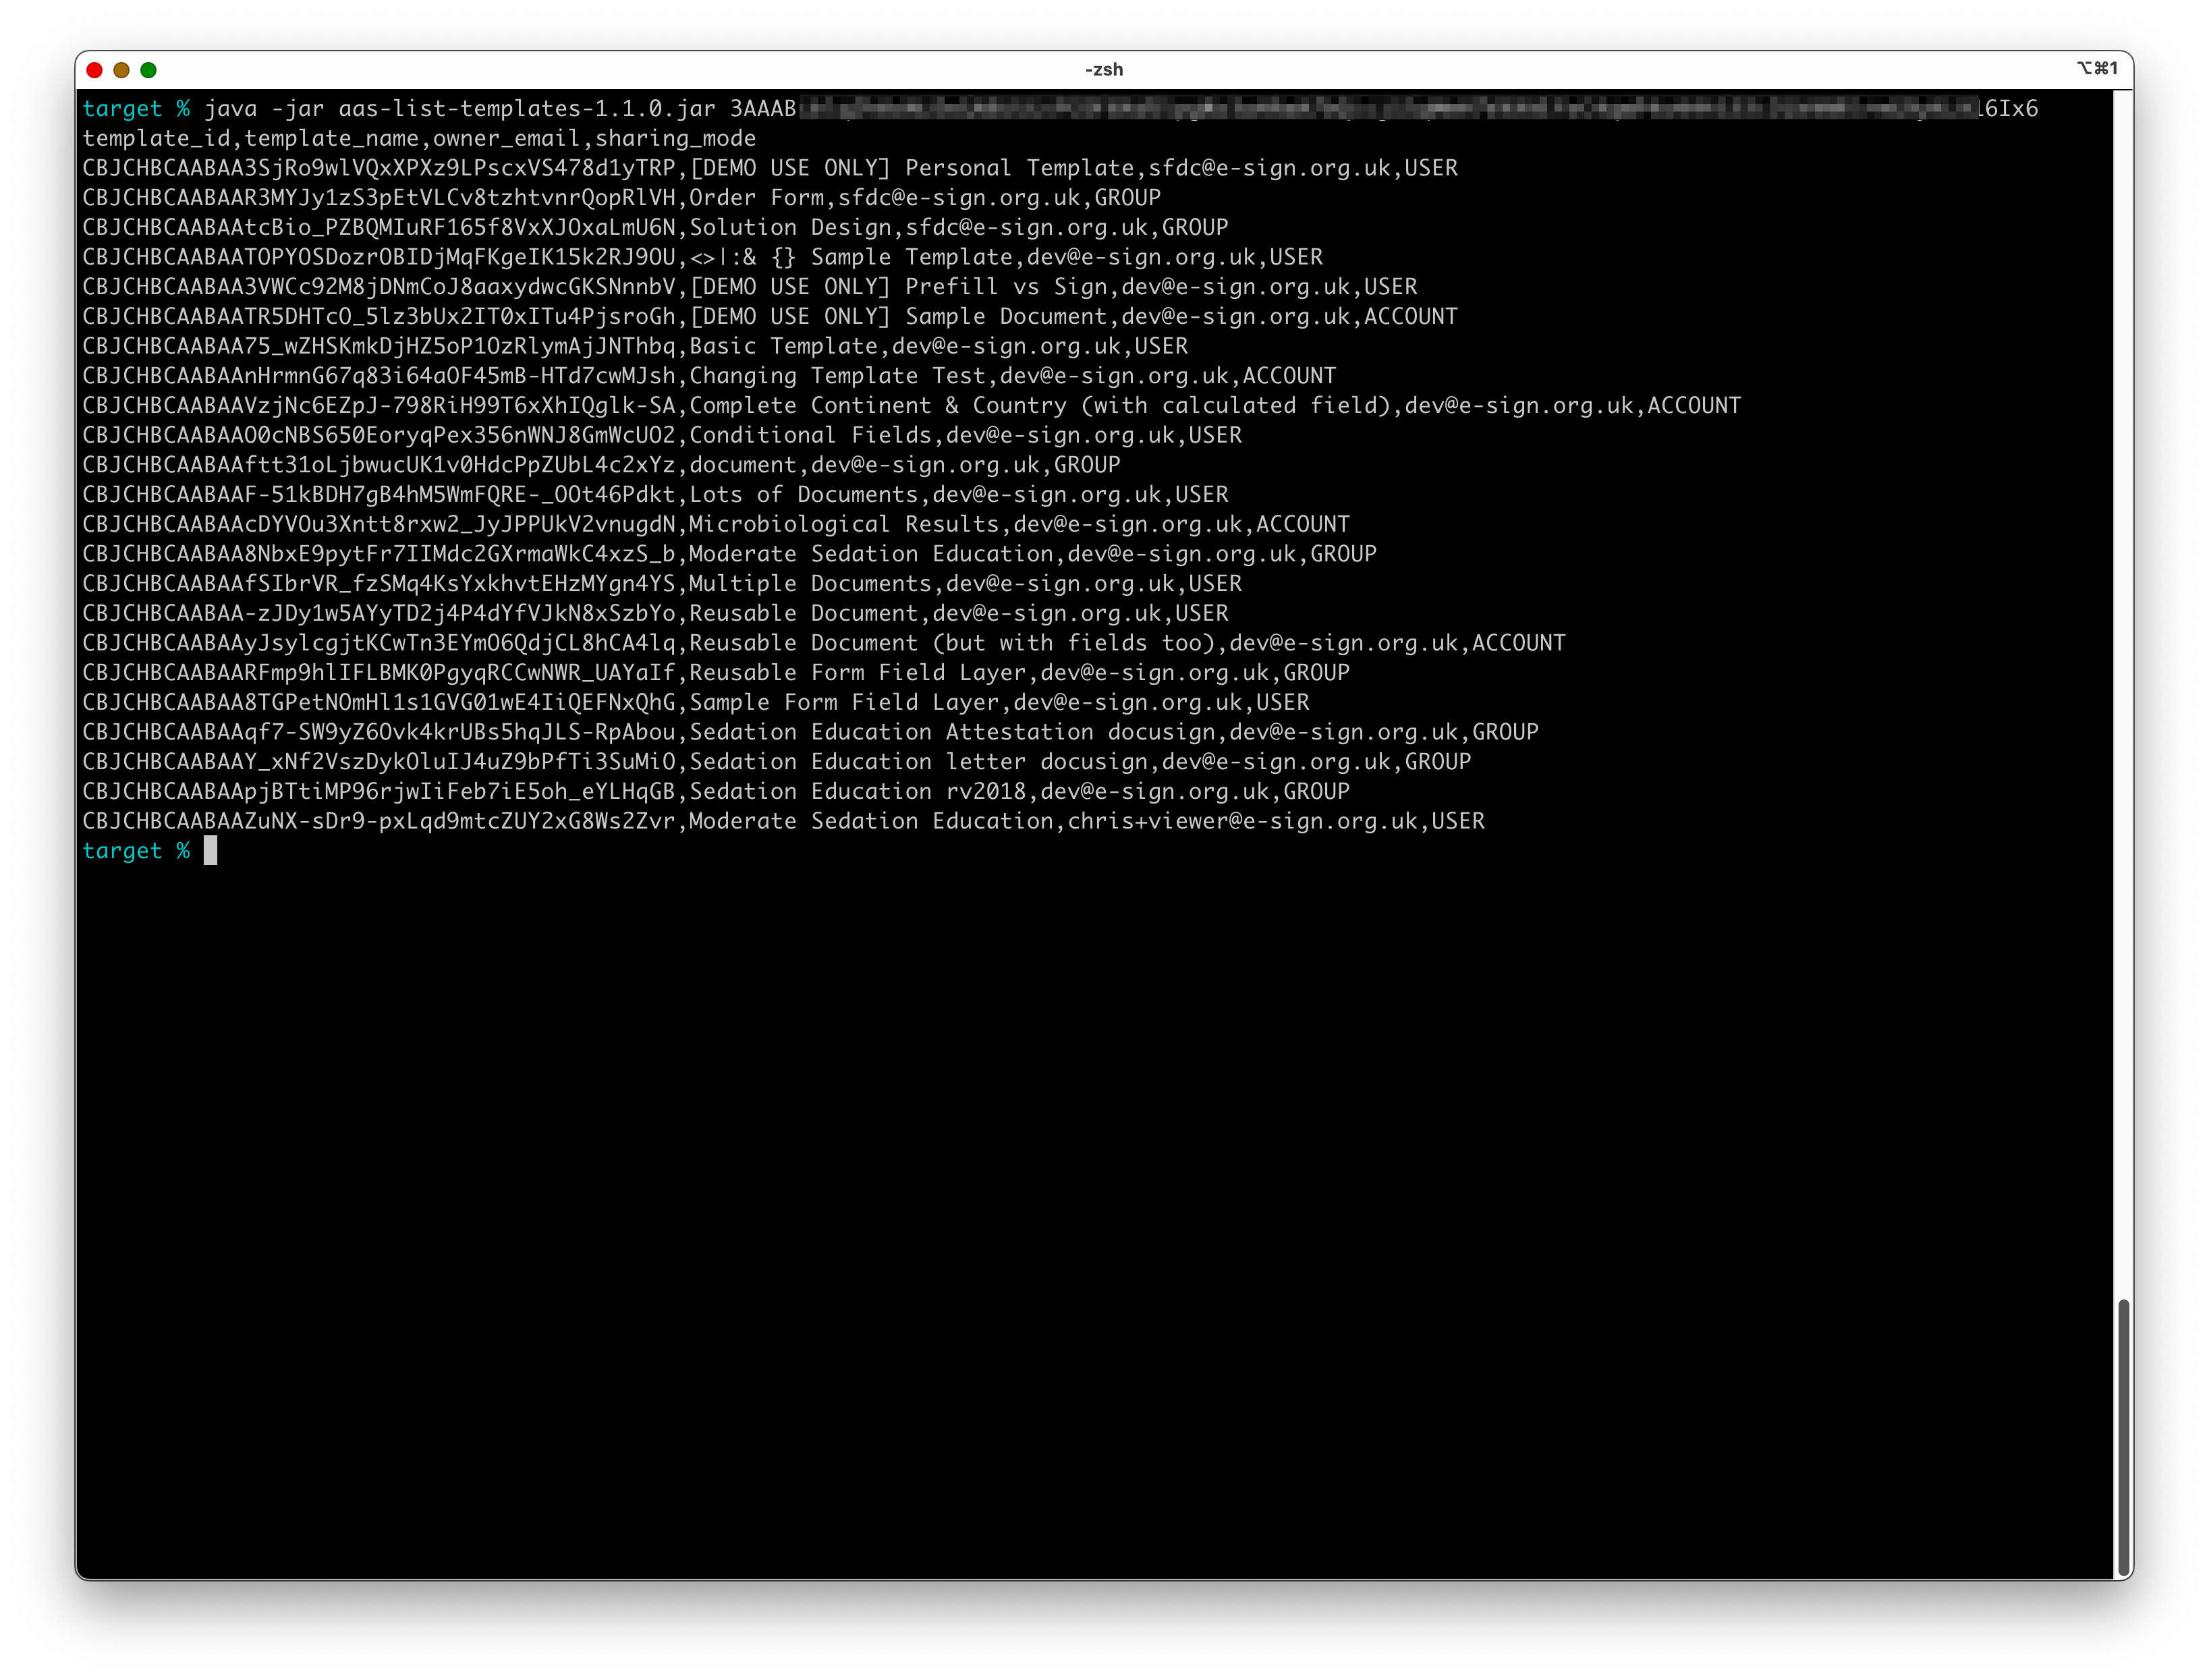 -zsh
⌥⌘1
target % java -jar aas-list-templates-1.1.0.jar 3AAAB 16Ix6
template_id,template_name,owner_email,sharing_mode
CBJCHBCAABAA3SjRo9wlVQxXPXz9LPscxVS478d1yTRP,[DEMO USE ONLY] Personal Template,sfdc@e-sign.org.uk,USER
CBJCHBCAABAAR3MYJy1zS3pEtVLCv8tzhtvnrQopRlVH,Order Form,sfdc@e-sign.org.uk,GROUP
CBJCHBCAABAAtcBio_PZBQMIuRF165f8VxXJOxaLmU6N,Solution Design,sfdc@e-sign.org.uk,GROUP
CBJCHBCAABAATOPYOSDozrOBIDjMqFKgeIK15k2RJ9OU,<>|:& {} Sample Template,dev@e-sign.org.uk,USER
CBJCHBCAABAA3VWCc92M8jDNmCoJ8aaxydwcGKSNnnbV,[DEMO USE ONLY] Prefill vs Sign,dev@e-sign.org.uk,USER
CBJCHBCAABAATR5DHTcO_5lz3bUx2IT0xITu4PjsroGh,[DEMO USE ONLY] Sample Document,dev@e-sign.org.uk,ACCOUNT
CBJCHBCAABAA75_wZHSKmkDjHZ5oP1OzRlymAjJNThbq,Basic Template,dev@e-sign.org.uk,USER
CBJCHBCAABAAnHrmnG67q83i64aOF45mB-HTd7cwMJsh,Changing Template Test,dev@e-sign.org.uk,ACCOUNT
CBJCHBCAABAAVzjNc6EZpJ-798RiH99T6xXhIQglk-SA,Complete Continent & Country (with calculated field),dev@e-sign.org.uk,ACCOUNT
CBJCHBCAABAAO0cNBS650EoryqPex356nWNJ8GmWcUO2,Conditional Fields,dev@e-sign.org.uk,USER
CBJCHBCAABAAftt31oLjbwucUK1v0HdcPpZUbL4c2xYz,document,dev@e-sign.org.uk,GROUP
CBJCHBCAABAAF-51kBDH7gB4hM5WmFQRE-_OOt46Pdkt,Lots of Documents,dev@e-sign.org.uk,USER
CBJCHBCAABAAcDYVOu3Xntt8rxw2_JyJPPUkV2vnugdN,Microbiological Results,dev@e-sign.org.uk,ACCOUNT
CBJCHBCAABAA8NbxE9pytFr7IIMdc2GXrmaWkC4xzS_b,Moderate Sedation Education,dev@e-sign.org.uk,GROUP
CBJCHBCAABAAfSIbrVR_fzSMq4KsYxkhvtEHzMYgn4YS,Multiple Documents,dev@e-sign.org.uk,USER
CBJCHBCAABAA-zJDy1w5AYyTD2j4P4dYfVJkN8xSzbYo,Reusable Document,dev@e-sign.org.uk,USER
CBJCHBCAABAAyJsylcgjtKCwTn3EYmO6QdjCL8hCA4lq,Reusable Document (but with fields too),dev@e-sign.org.uk,ACCOUNT
CBJCHBCAABAARFmp9hlIFLBMK0PgyqRCCwNWR_UAYaIf,Reusable Form Field Layer,dev@e-sign.org.uk,GROUP
CBJCHBCAABAA8TGPetNOmHl1s1GVG01wE4IiQEFNxQhG,Sample Form Field Layer,dev@e-sign.org.uk,USER
CBJCHBCAABAAqf7-SW9yZ6Ovk4krUBs5hqJLS-RpAbou,Sedation Education Attestation docusign,dev@e-sign.org.uk,GROUP
CBJCHBCAABAAY_xNf2VszDykOluIJ4uZ9bPfTi3SuMiO,Sedation Education letter docusign,dev@e-sign.org.uk,GROUP
CBJCHBCAABAApjBTtiMP96rjwIiFeb7iE5oh_eYLHqGB,Sedation Education rv2018,dev@e-sign.org.uk,GROUP
CBJCHBCAABAAZuNX-sDr9-pxLqd9mtcZUY2xG8Ws2Zvr,Moderate Sedation Education,chris+viewer@e-sign.org.uk,USER
target %